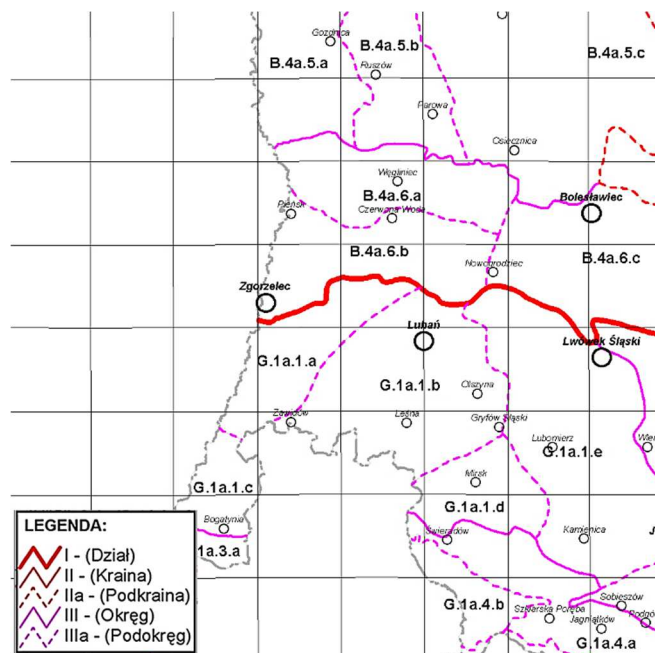 Gozdnica
B.4a.5.b
B.4a.5.a
Ruszów
B.4a.5.c
Parowa
Osiecznica
Węgliniec
B.4a.6.a
Pieńsk
Czerwona Woda
Bolesławiec
B.4a.6.b
Nowogrodziec
B.4a.6.c
Zgorzelec
Lubań
Lwówek Śląski
G.1a.1.a
G.1a.1.b
Olszyna
Zawidów
Leśna
Gryfów Śląski
Lubomierz
G.1a.1.e
Mirsk
G.1a.1.c
G.1a.1.d
Bogatynia
Świeradów
Kamienica
1a.3.a
LEGENDA:
I - (Dział)
II - (Kraina)
IIa - (Podkraina)
III - (Okręg)
IIIa - (Podokręg)
G.1a.4.b
Szklarska Poręba
Sobieszów
Jagniątków
G.1a.4.a